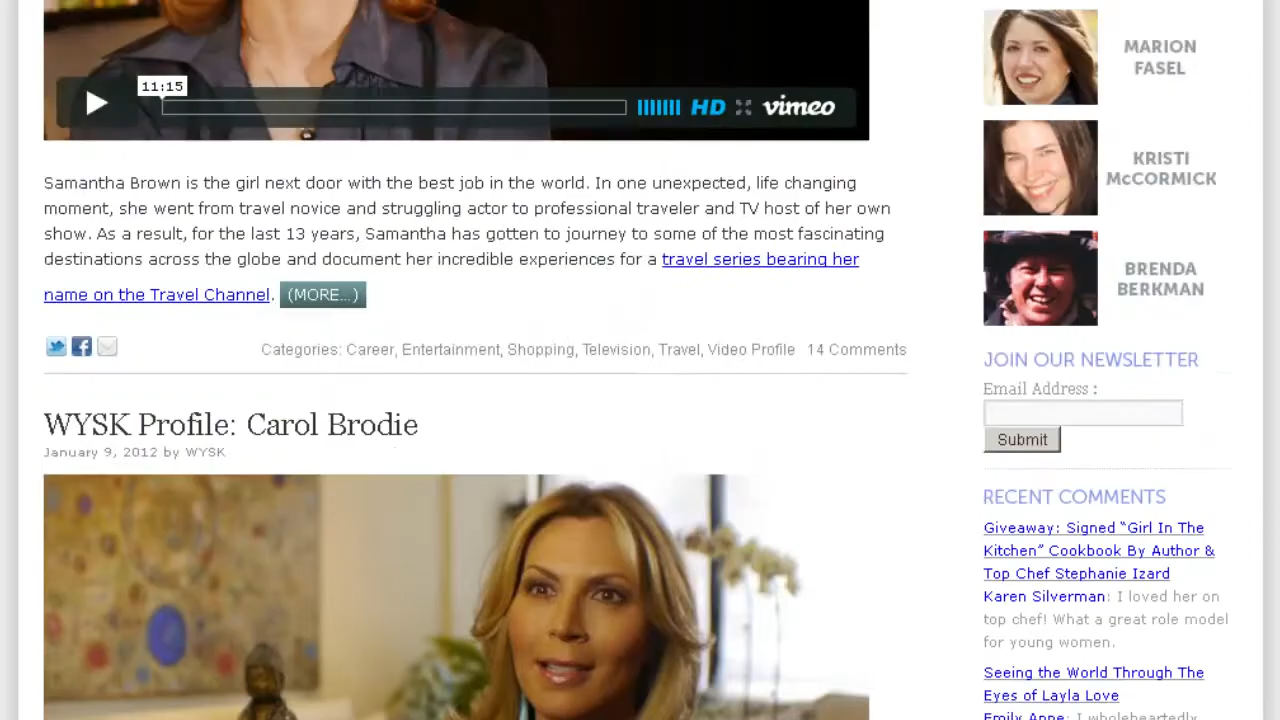 11:15
HD
vimeo
Samantha Brown is the girl next door with the best job in the world. In one unexpected, life changing
moment, she went from travel novice and struggling actor to professional traveler and TV host of her own
show. As a result, for the last 13 years, Samantha has gotten to journey to some of the most fascinating
destinations across the globe and document her incredible experiences for a travel series bearing her
name on the Travel Channel. (MORE...)
Categories: Career, Entertainment, Shopping, Television, Travel, Video Profile 14 Comments
WYSK Profile: Carol Brodie
January 9, 2012 by WYSK
MARION
FASEL
KRISTI
McCORMICK
BRENDA
BERKMAN
JOIN OUR NEWSLETTER
Email Address :
Submit
RECENT COMMENTS
Giveaway: Signed “Girl In The
Kitchen” Cookbook By Author &
Top Chef Stephanie Izard
Karen Silverman: I loved her on
top chef! What a great role model
for young women.
Seeing the World Through The
Eyes of Layla Love
Emily Anne: I wholeheartedly